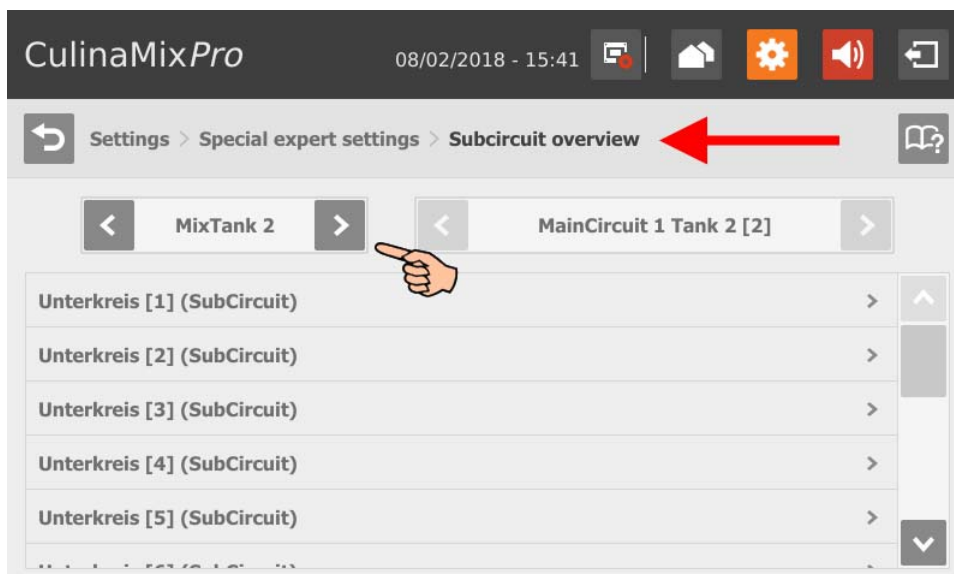 CulinaMixPro 08/02/2018 - 15:41
Settings > Special expert settings > Subcircuit overview
MixTank 2 MainCircuit 1 Tank 2 [2]
Unterkreis [1] (SubCircuit)
Unterkreis [2] (SubCircuit)
Unterkreis [3] (SubCircuit)
Unterkreis [4] (SubCircuit)
Unterkreis [5] (SubCircuit)